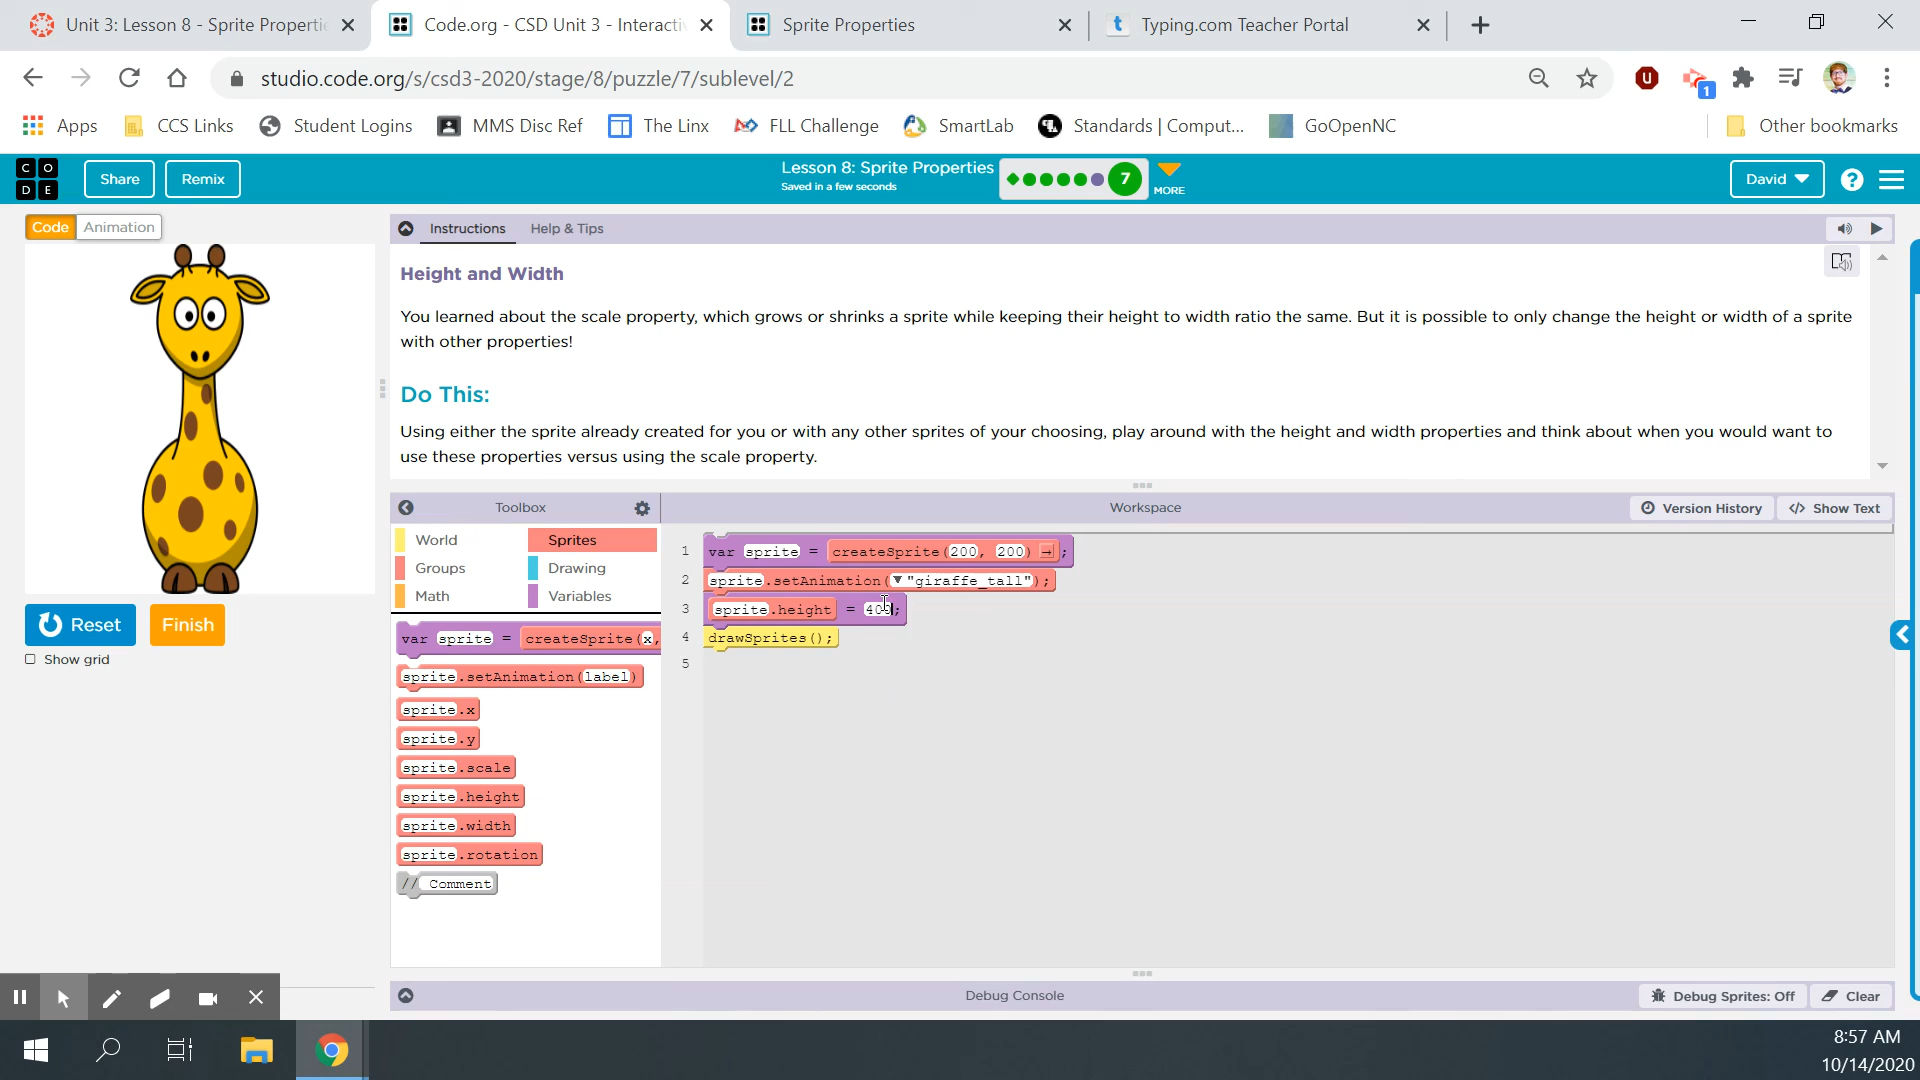 Unit 3: Lesson 8 - Sprite Propertie
Code.org - CSD Unit 3 - Interactiv
Sprite Properties
t Typing.com Teacher Portal
studio.code.org/s/csd3-2020/stage/8/puzzle/7/sublevel/2
U
1
Apps
CCS Links
Student Logins
MMS Disc Ref
The Linx
FLL Challenge
SmartLab
Standards | Comput...
GoOpenNC
Other bookmarks
C O
D E
Share
Remix
Lesson 8: Sprite Properties
Saved in a few seconds
7
MORE
David
?
Code
Animation
Instructions
Help & Tips
Height and Width
You learned about the scale property, which grows or shrinks a sprite while keeping their height to width ratio the same. But it is possible to only change the height or width of a sprite
with other properties!
Do This:
Using either the sprite already created for you or with any other sprites of your choosing, play around with the height and width properties and think about when you would want to
use these properties versus using the scale property.
Reset
Finish
Show grid
Toolbox
Workspace
Version History
</> Show Text
World
Sprites
Groups
Drawing
Math
Variables
var sprite = createSprite(x,
sprite.setAnimation(label)
sprite.x
sprite.y
sprite.scale
sprite.height
sprite.width
sprite.rotation
// Comment
1 var sprite = createSprite(200, 200);
2 sprite.setAnimation("giraffe_tall");
3 sprite.height = 400;
4 drawSprites();
5
Debug Console
Debug Sprites: Off
Clear
8:57 AM
10/14/2020